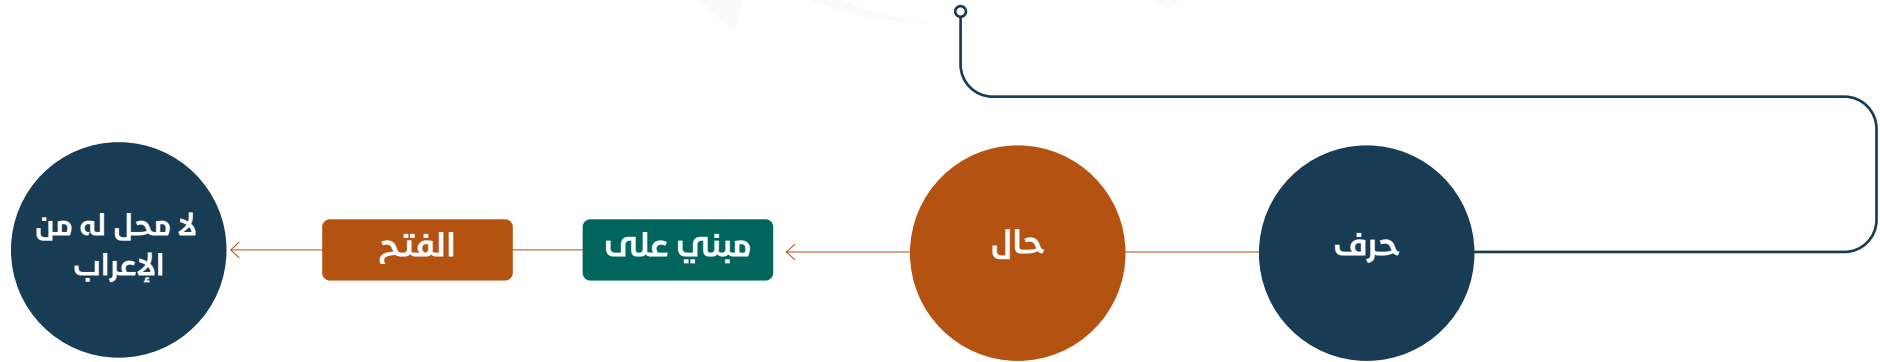 حرف
حال
مبني على
الفتح
لا محل له من
الإعراب